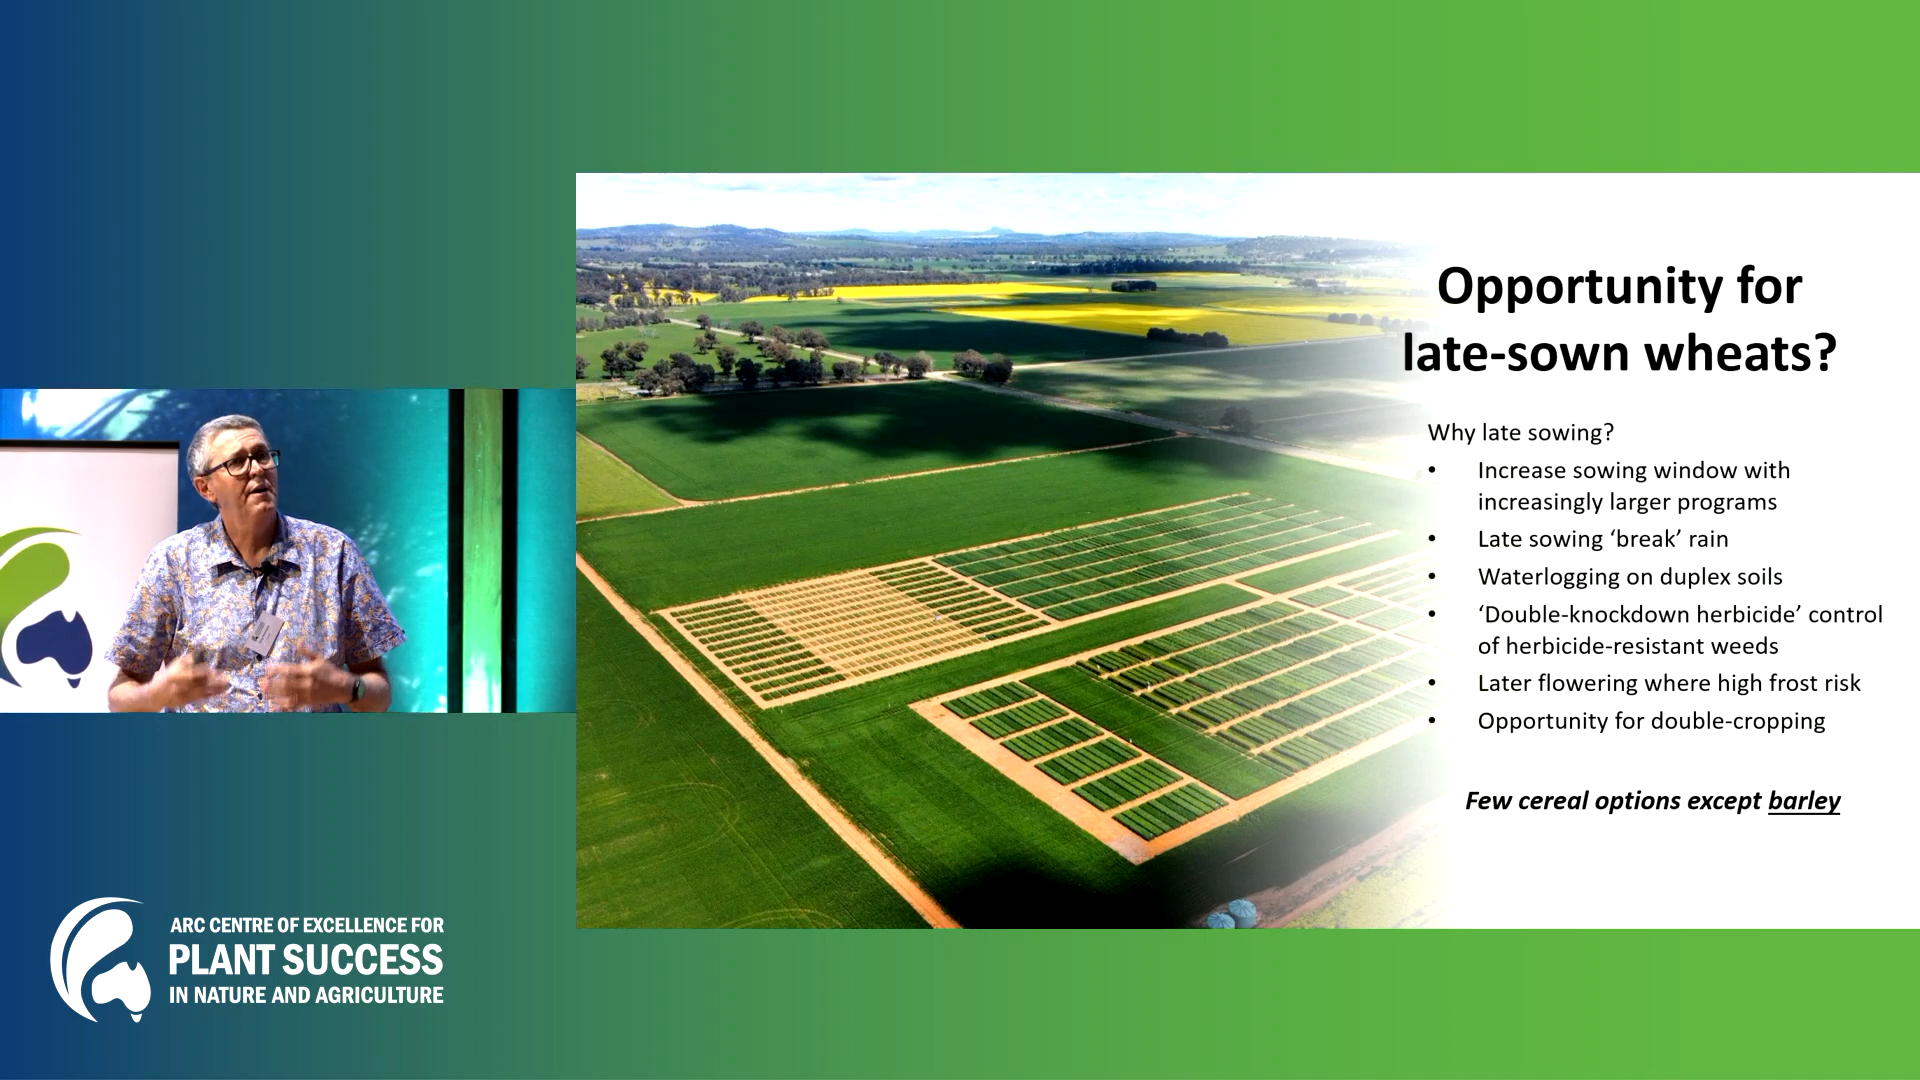 Opportunity for
late-sown wheats?
Why late sowing?
• Increase sowing window with
increasingly larger programs
• Late sowing ‘break’ rain
• Waterlogging on duplex soils
• ‘Double-knockdown herbicide’ control
of herbicide-resistant weeds
• Later flowering where high frost risk
• Opportunity for double-cropping
Few cereal options except barley
ARC CENTRE OF EXCELLENCE FOR
PLANT SUCCESS
IN NATURE AND AGRICULTURE